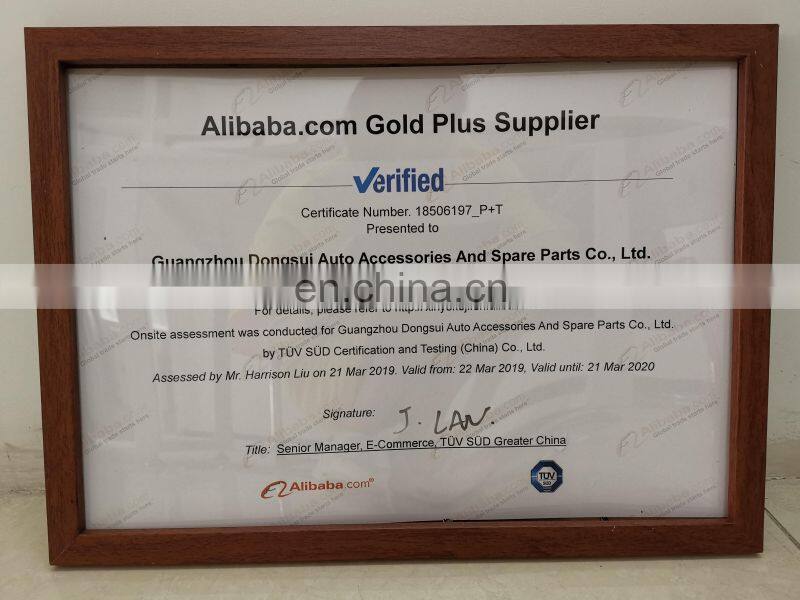 Alibaba.com Gold Plus Supplier
Verified
Certificate Number. 18506197_P+T
Presented to
Guangzhou Dongsui Auto Accessories And Spare Parts Co., Ltd.
en.china.cn
For details, please refer to
Onsite assessment was conducted for Guangzhou Dongsui Auto Accessories And Spare Parts Co., Ltd.
by TÜV SÜD Certification and Testing (China) Co., Ltd.
Assessed by Mr. Harrison Liu on 21 Mar 2019. Valid from: 22 Mar 2019, Valid until: 21 Mar 2020
Signature: J. LAN.
Title: Senior Manager, E-Commerce, TÜV SÜD Greater China
Alibaba.com®
TÜV
SÜD